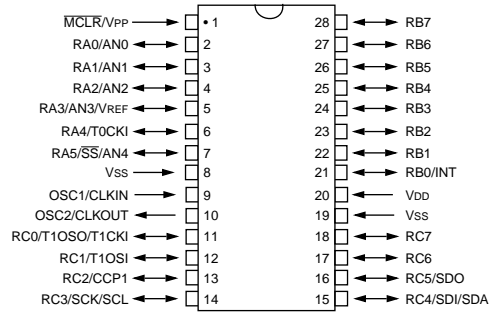 MCLR/VPP • 1 28 RB7
RA0/AN0 2 27 RB6
RA1/AN1 3 26 RB5
RA2/AN2 4 25 RB4
RA3/AN3/VREF 5 24 RB3
RA4/T0CKI 6 23 RB2
RA5/SS/AN4 7 22 RB1
VSS 8 21 RB0/INT
OSC1/CLKIN 9 20 VDD
OSC2/CLKOUT 10 19 VSS
RC0/T1OSO/T1CKI 11 18 RC7
RC1/T1OSI 12 17 RC6
RC2/CCP1 13 16 RC5/SDO
RC3/SCK/SCL 14 15 RC4/SDI/SDA